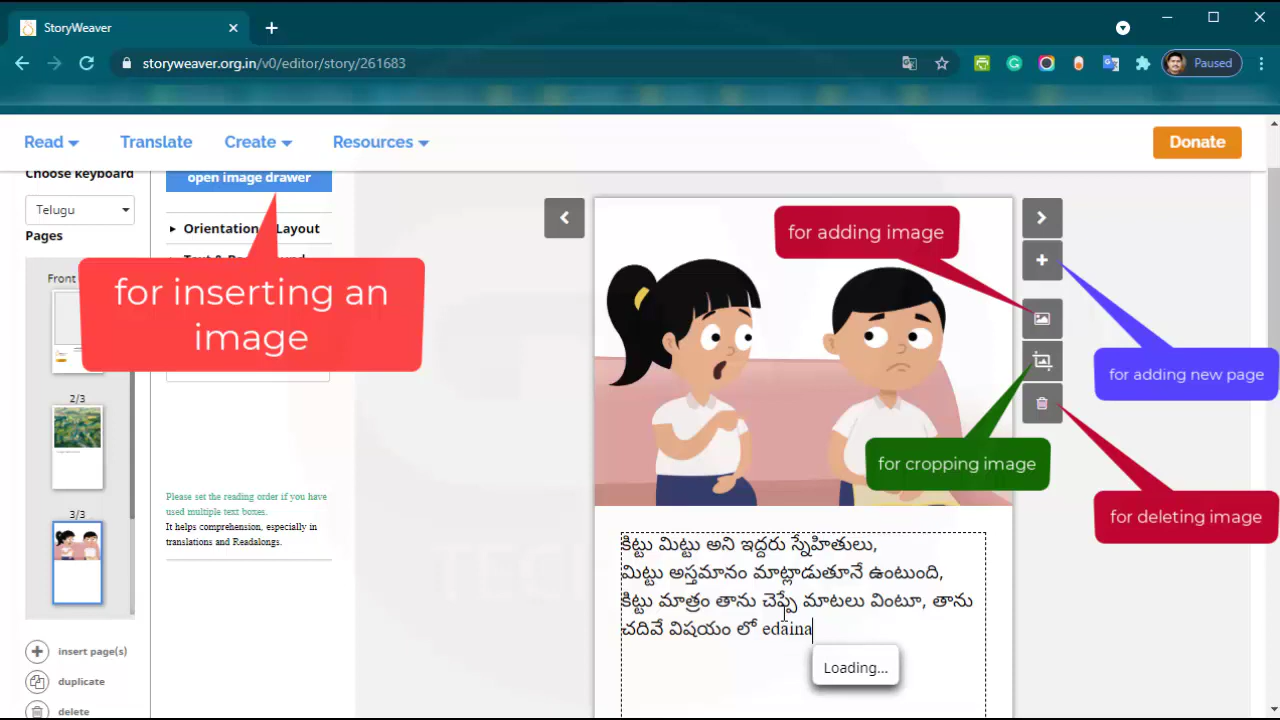 StoryWeaver
storyweaver.org.in/v0/editor/story/261683
Paused
Read
Translate
Create
Resources
Donate
Choose keyboard
Telugu
Pages
Front
2/3
3/3
insert page(s)
duplicate
delete
open image drawer
Orientation Layout
for inserting an
image
Please set the reading order if you have
used multiple text boxes.
It helps comprehension, especially in
translations and Readalongs.
for adding image
for adding new page
for cropping image
for deleting image
కిట్టు మిట్టు అని ఇద్దరు స్నేహితులు,
మిట్టు అస్తమానం మాట్లాడుతూనే ఉంటుంది,
కిట్టు మాత్రం తాను చెప్పే మాటలు వింటూ, తాను
చదివే విషయం లో edaina
Loading...
TECH